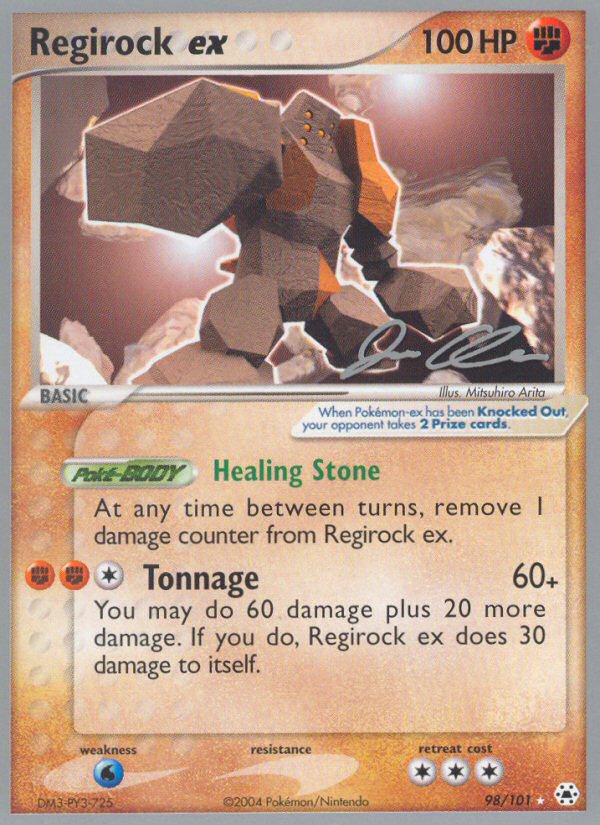 Regirock ex 100 HP
BASIC
Illus. Mitsuhiro Arita
When Pokémon-ex has been Knocked Out,
your opponent takes 2 Prize cards.
Poké-BODY Healing Stone
At any time between turns, remove 1
damage counter from Regirock ex.
Tonnage 60+
You may do 60 damage plus 20 more
damage. If you do, Regirock ex does 30
damage to itself.
weakness resistance retreat cost
DM3-PY3-725 ©2004 Pokémon/Nintendo 98/101